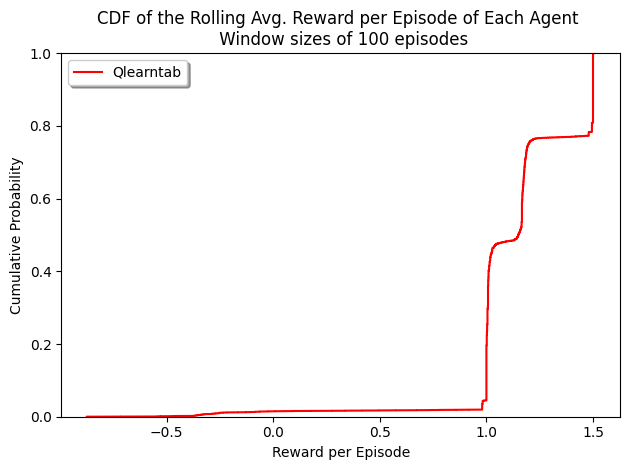 CDF of the Rolling Avg. Reward per Episode of Each Agent
Window sizes of 100 episodes
Qlearntab
1.0
0.8
0.6
0.4
0.2
0.0
Cumulative Probability
−0.5
0.0
0.5
1.0
1.5
Reward per Episode